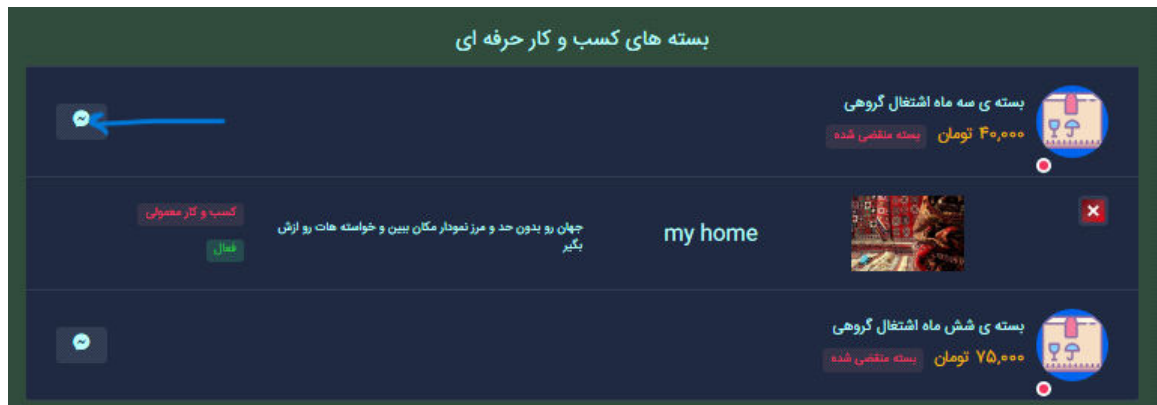 بسته های کسب و کار حرفه ای
بسته ی سه ماه اشتغال گروهی
۴۰,۰۰۰ تومان بسته منقضی شده
my home
جهان رو بدون حد و مرز نمودار مکان ببین و خواسته هات رو ازش
بگیر
کسب و کار معمولی
فعال
بسته ی شش ماه اشتغال گروهی
۷۵,۰۰۰ تومان بسته منقضی شده